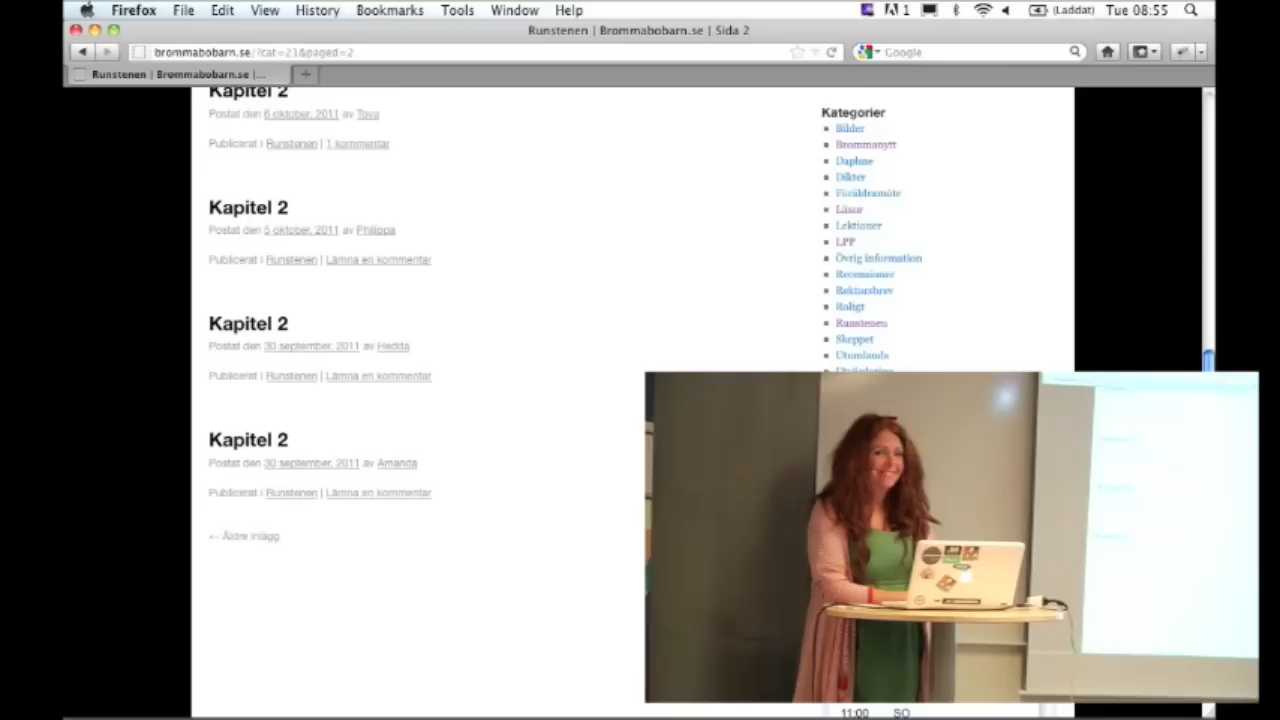 Firefox File Edit View History Bookmarks Tools Window Help 1 (Laddat) Tue 08:55
Runstenen | Brommabobarn.se | Sida 2
brommabobarn.se/?cat=21&paged=2
Google
Runstenen | Brommabobarn.se |...
Kapitel 2
Postat den 6 oktober, 2011 av Tova
Publicerat i Runstenen | 1 kommentar
Kapitel 2
Postat den 5 oktober, 2011 av Philippa
Publicerat i Runstenen | Lämna en kommentar
Kapitel 2
Postat den 30 september, 2011 av Hedda
Publicerat i Runstenen | Lämna en kommentar
Kapitel 2
Postat den 30 september, 2011 av Amanda
Publicerat i Runstenen | Lämna en kommentar
← Äldre inlägg
Kategorier
Bilder
Brommanytt
Daphne
Dikter
Föräldramöte
Läxor
Lektioner
LPP
Övrig information
Recensioner
Rektorsbrev
Roligt
Runstenen
Skeppet
Utomlands
11:00 SO